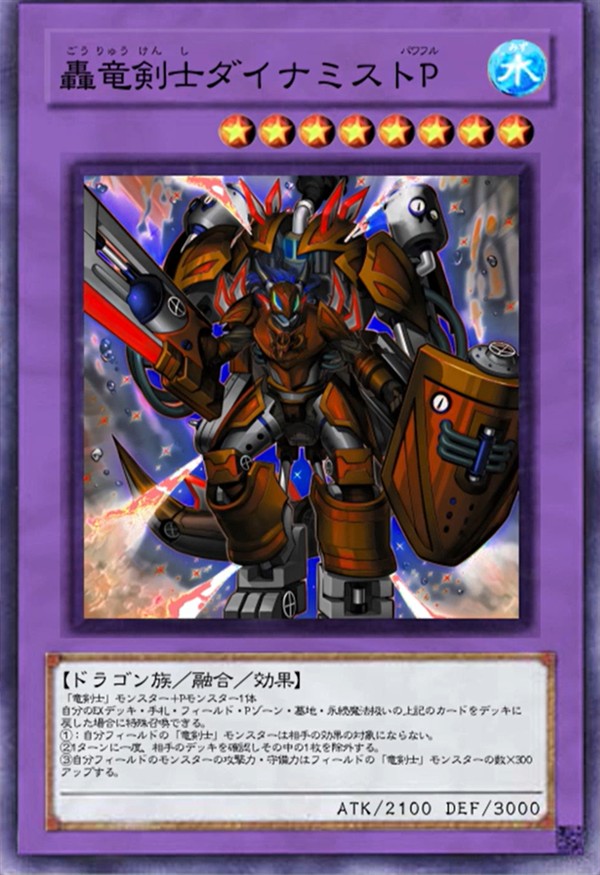 ごうりゅうけんし パワフル
轟竜剣士ダイナミストP
みず
水
【ドラゴン族／融合／効果】
「竜剣士」モンスター＋Pモンスター1体
自分のEXデッキ・手札・フィールド・Pゾーン・墓地・永続魔法扱いの上記のカードをデッキに
戻した場合に特殊召喚できる。
①：自分フィールドの「竜剣士」モンスターは相手の効果の対象にならない。
②1ターンに一度、相手のデッキを確認しその中の1枚を除外する。
③自分フィールドのモンスターの攻撃力・守備力はフィールドの「竜剣士」モンスターの数×300
アップする。
ATK/2100 DEF/3000